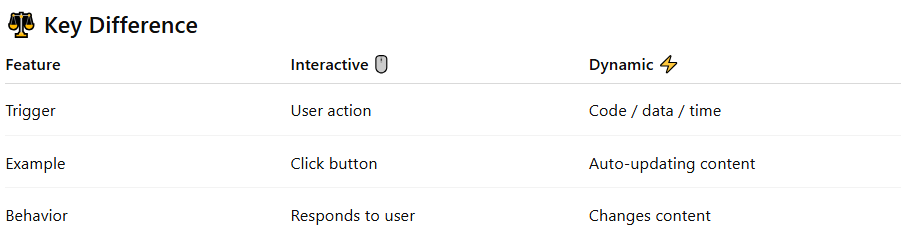 ⚖️ Key Difference
Feature Interactive 🖱️ Dynamic ⚡
Trigger User action Code / data / time
Example Click button Auto-updating content
Behavior Responds to user Changes content